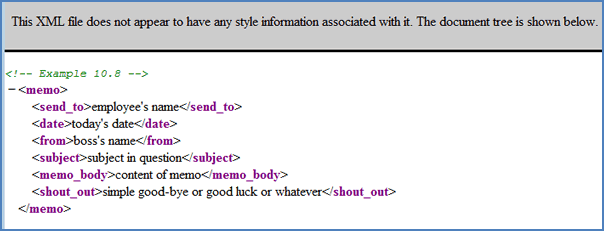 This XML file does not appear to have any style information associated with it. The document tree is shown below.
<!-- Example 10.8 -->
−<memo>
<send_to>employee's name</send_to>
<date>today's date</date>
<from>boss's name</from>
<subject>subject in question</subject>
<memo_body>content of memo</memo_body>
<shout_out>simple good-bye or good luck or whatever</shout_out>
</memo>